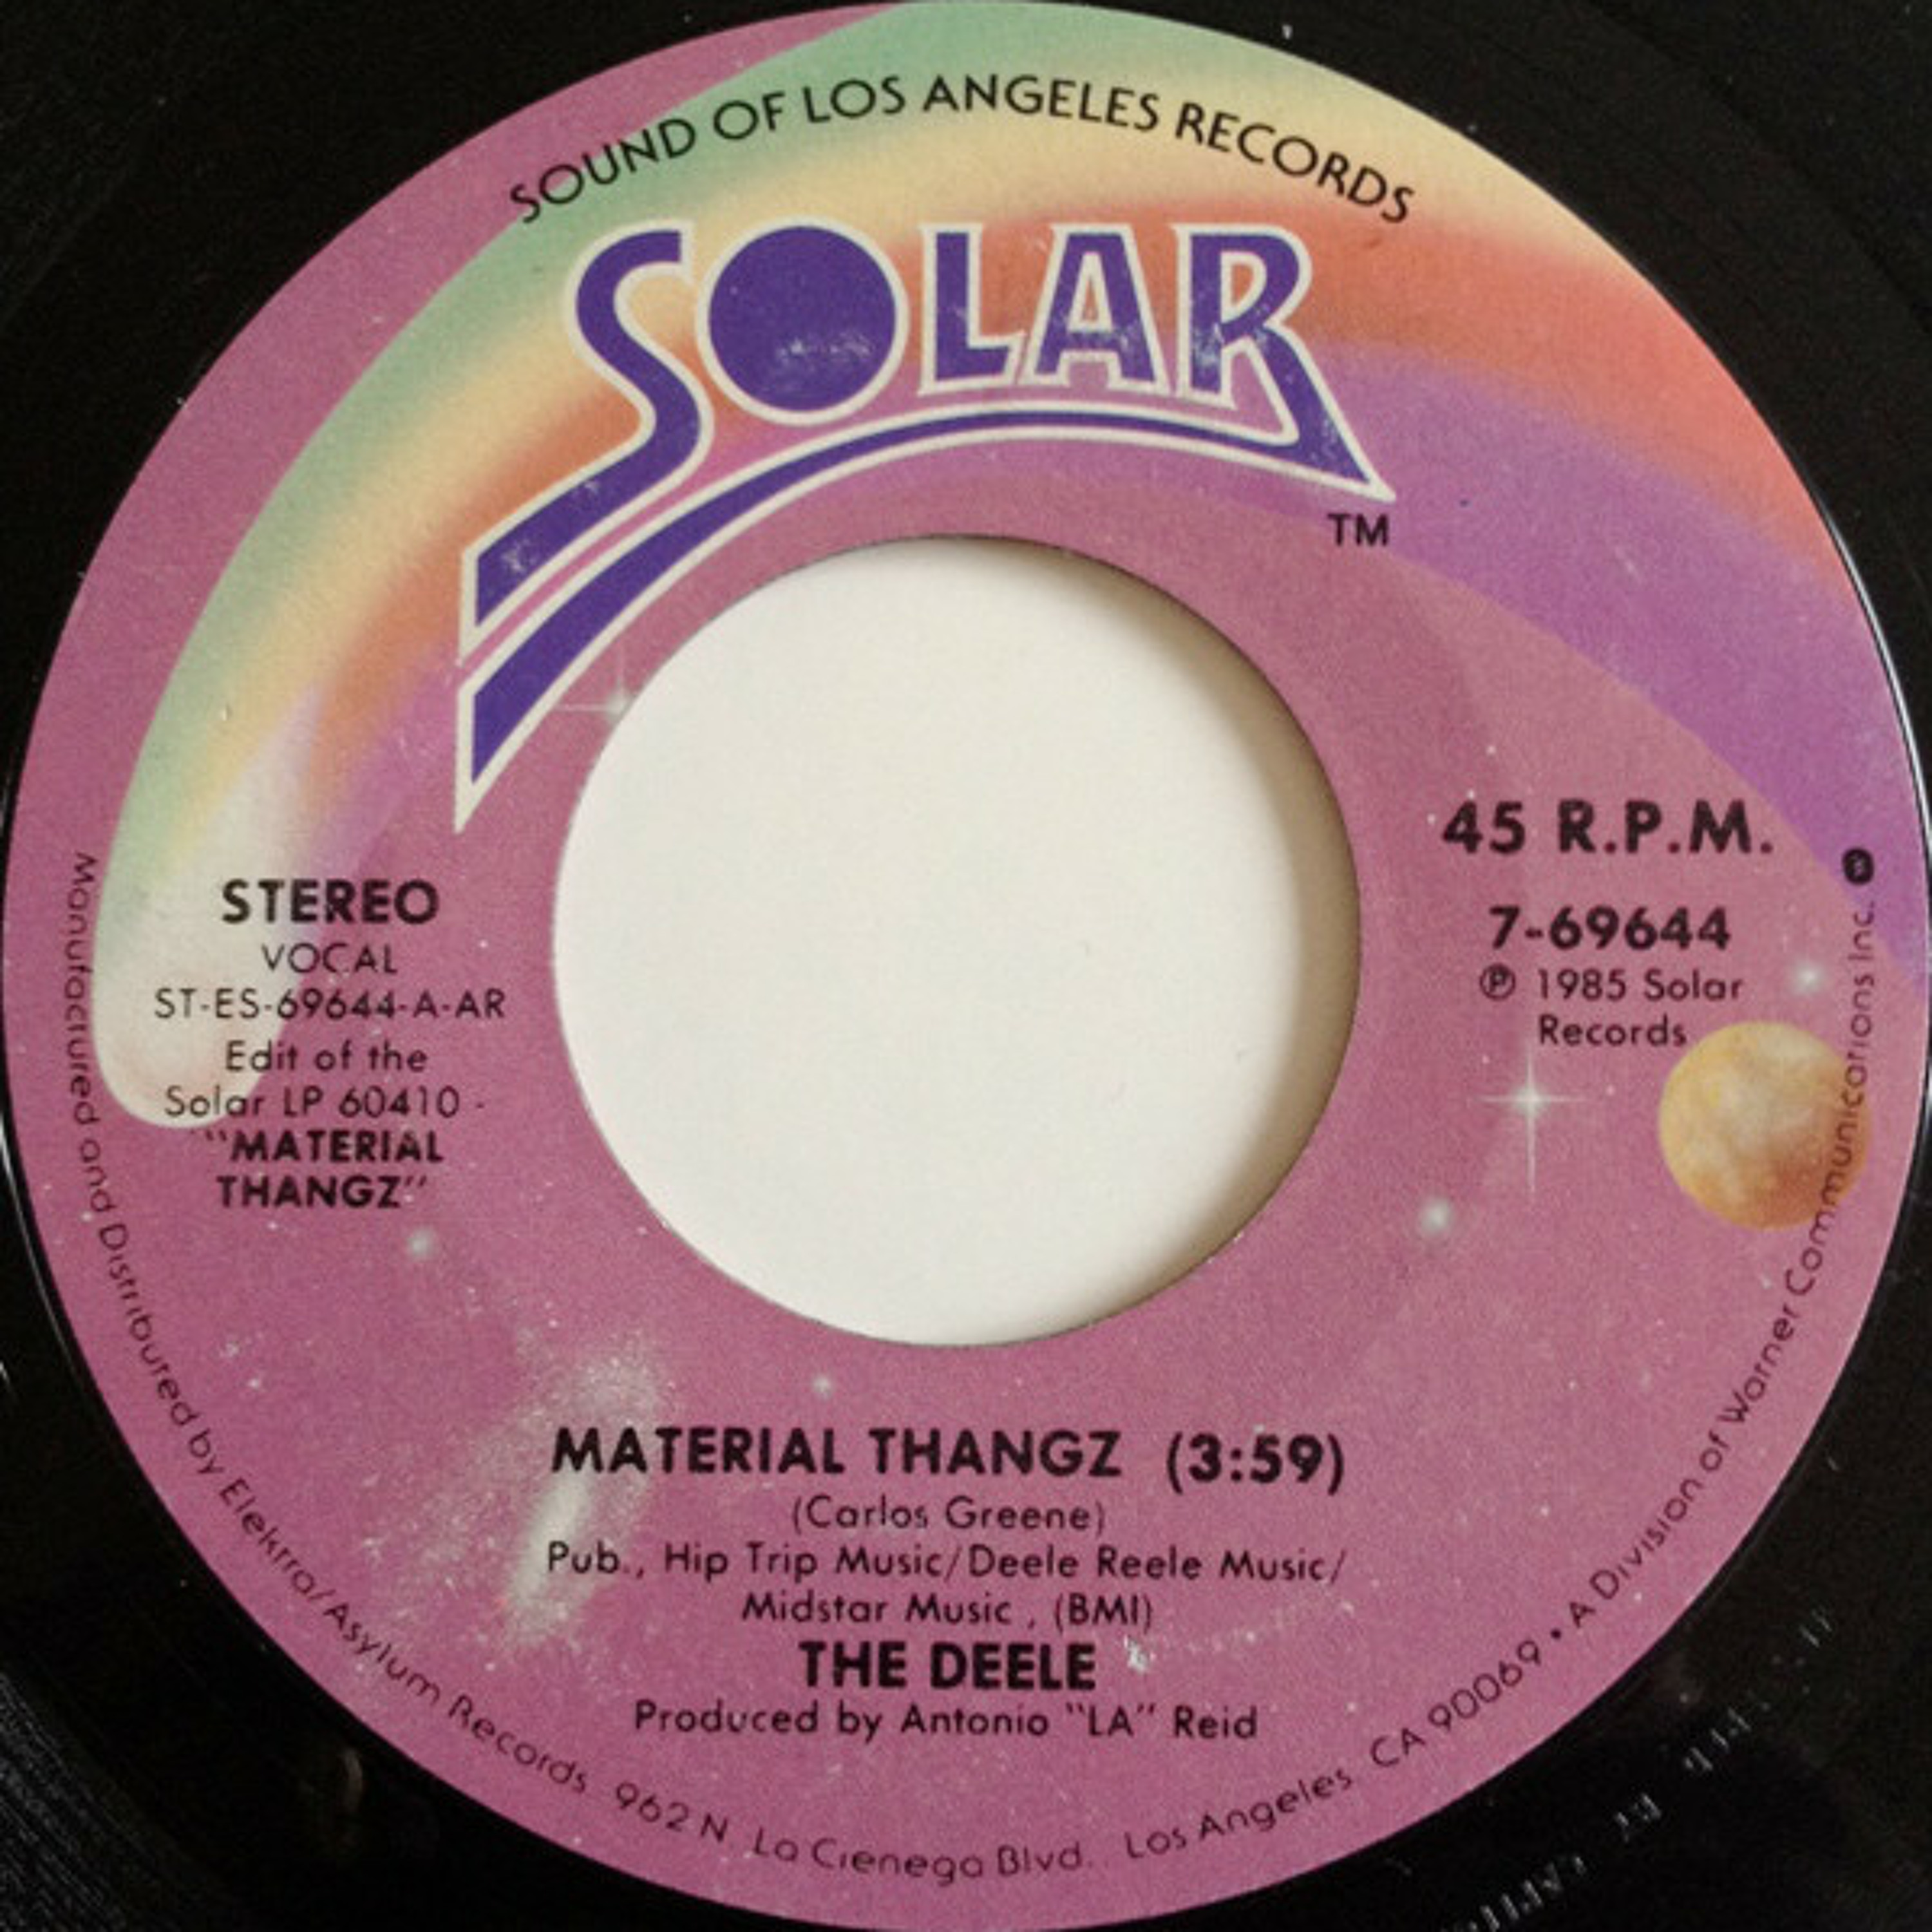 SOUND OF LOS ANGELES RECORDS
SOLAR
TM
45 R.P.M.
7-69644
℗ 1985 Solar
Records
STEREO
VOCAL
ST-ES-69644-A-AR
Edit of the
Solar LP 60410 -
"MATERIAL
THANGZ"
MATERIAL THANGZ (3:59)
(Carlos Greene)
Pub., Hip Trip Music/Deele Reele Music/
Midstar Music , (BMI)
THE DEELE
Produced by Antonio "LA" Reid
Manufactured and Distributed by Elektra/Asylum Records 962 N. La Cienega Blvd., Los Angeles, CA 90069 • A Division of Warner Communications Inc.